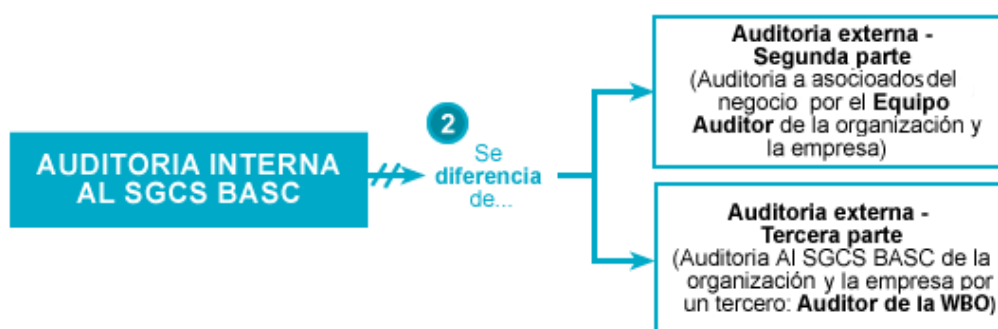 AUDITORIA INTERNA
AL SGCS BASC
2
Se
diferencia
de...
Auditoria externa -
Segunda parte
(Auditoria a asocioados del
negocio por el Equipo
Auditor de la organización y
la empresa)
Auditoria externa -
Tercera parte
(Auditoria Al SGCS BASC de la
organización y la empresa por
un tercero: Auditor de la WBO)